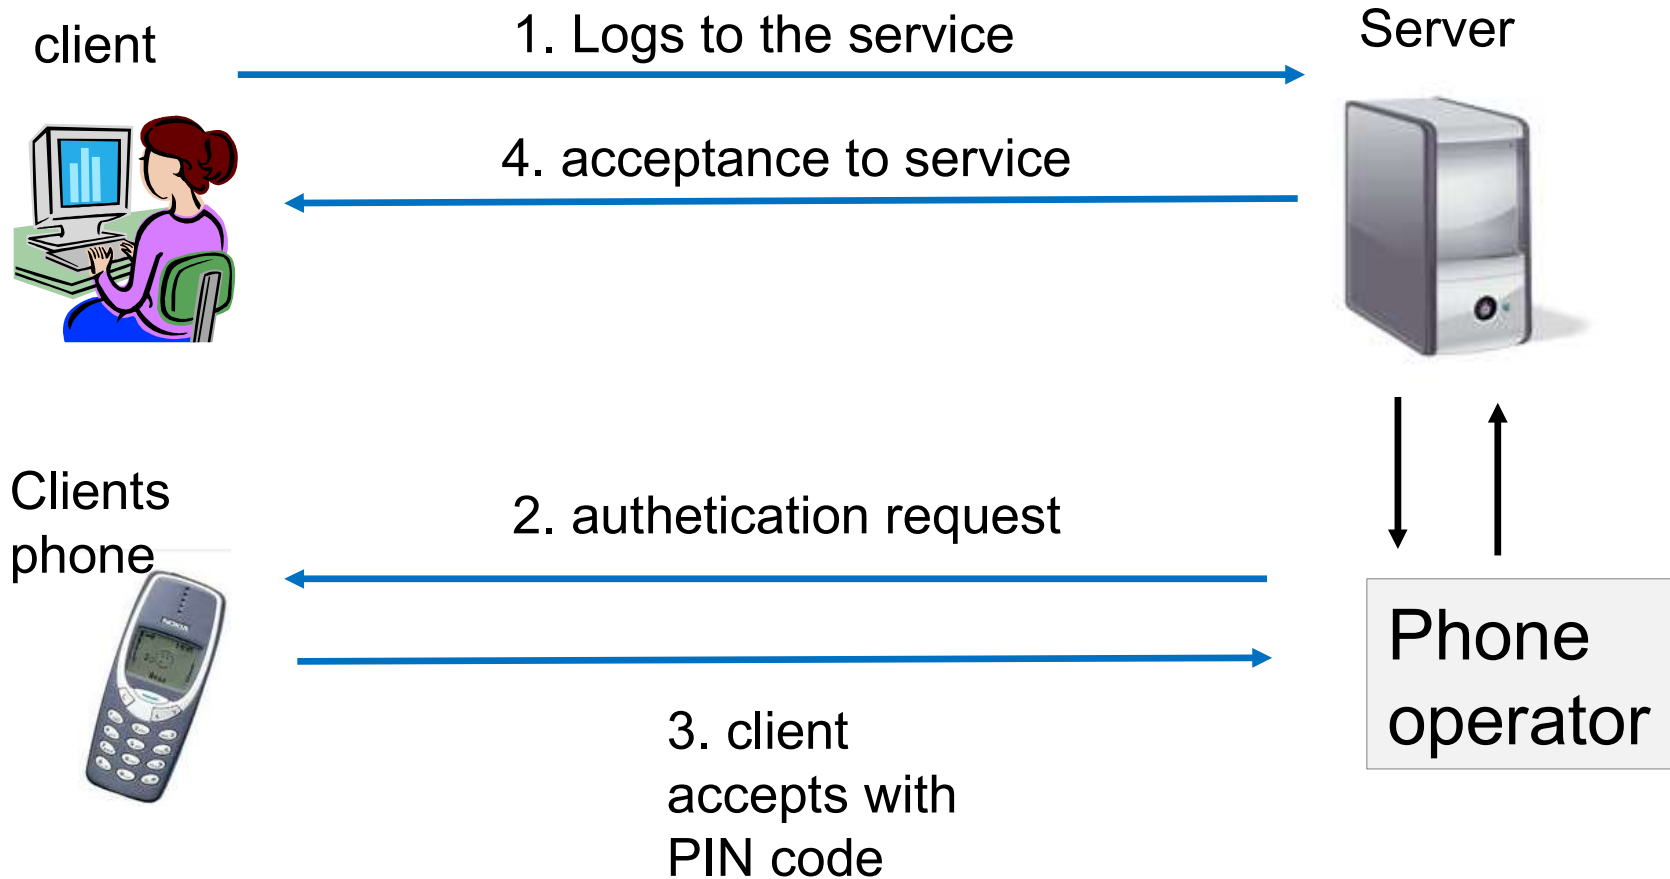 client
1. Logs to the service
Server
4. acceptance to service
Clients
phone
2. authetication request
NOKIA
Phone
operator
3. client
accepts with
PIN code